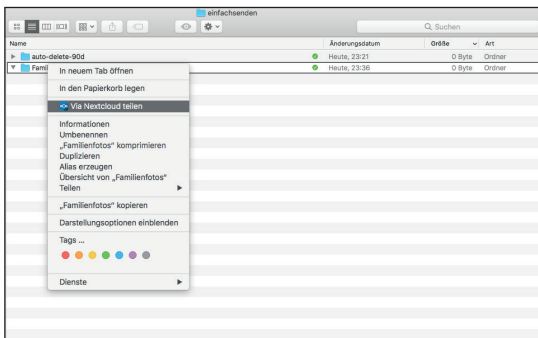 einfachsenden
Suchen
Name Änderungsdatum Größe Art
auto-delete-90d Heute, 23:21 0 Byte Ordner
Fami Heute, 23:36 0 Byte Ordner
In neuem Tab öffnen
In den Papierkorb legen
Via Nextcloud teilen
Informationen
Umbenennen
„Familienfotos“ komprimieren
Duplizieren
Alias erzeugen
Übersicht von „Familienfotos“
Teilen
„Familienfotos“ kopieren
Darstellungsoptionen einblenden
Tags ...
Dienste